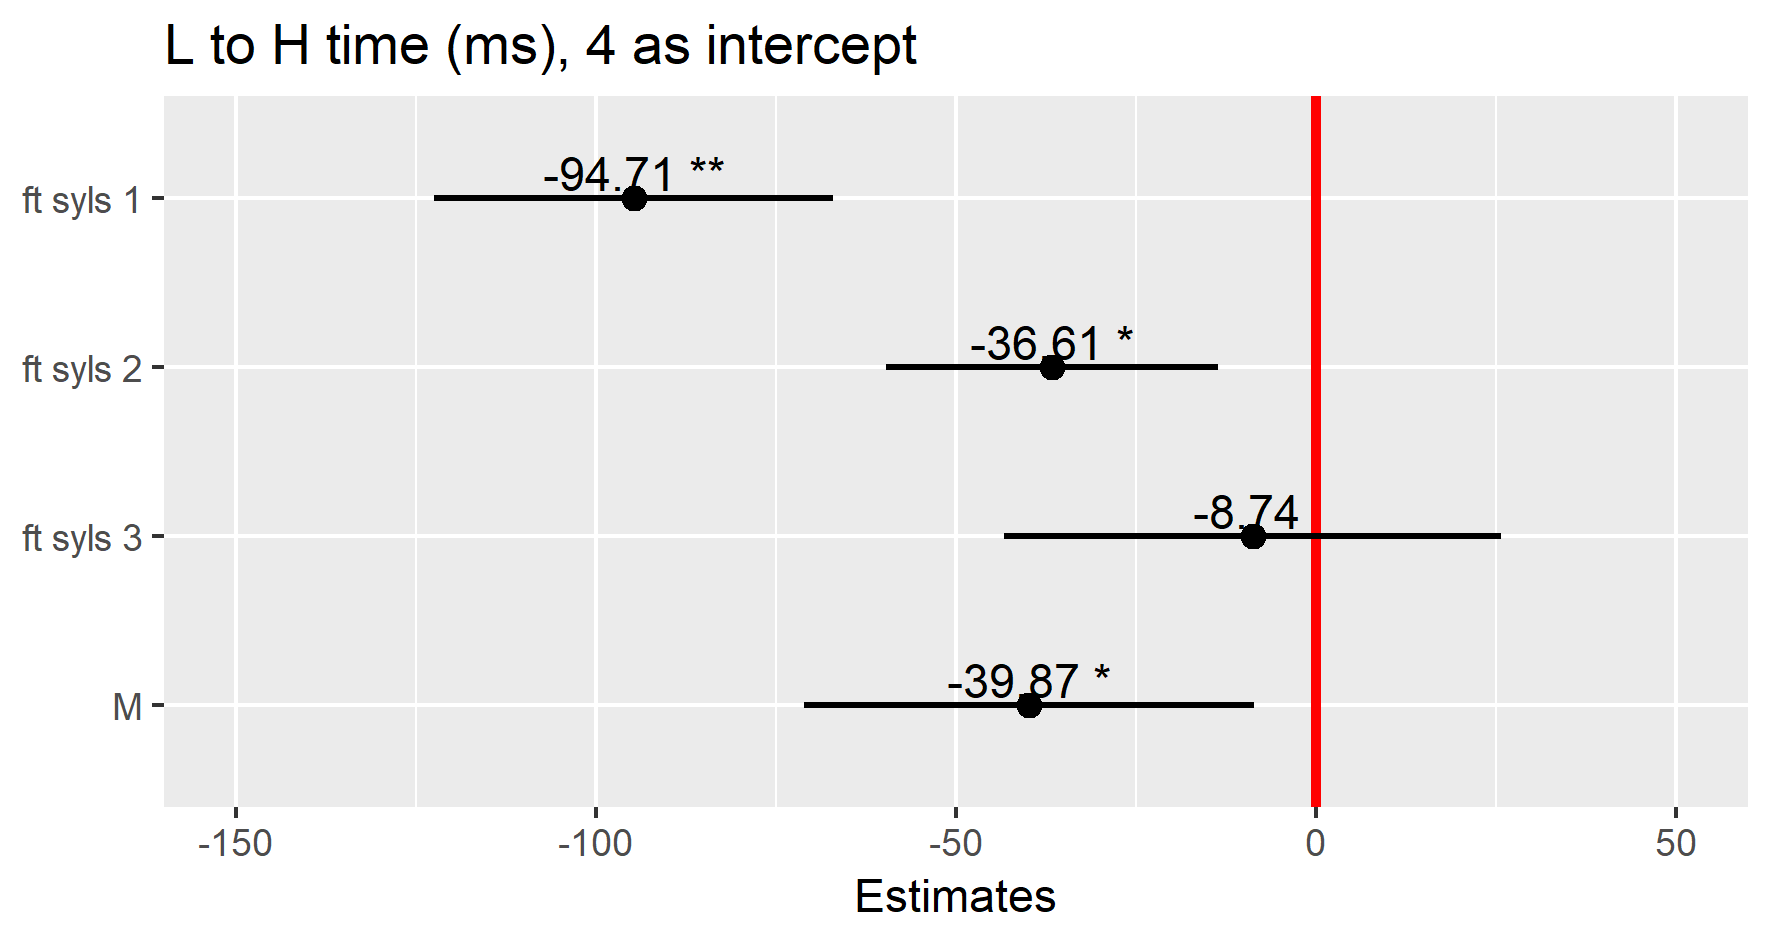 L to H time (ms), 4 as intercept
ft syls 1
-94.71 **
ft syls 2
-36.61 *
ft syls 3
-8.74
M
-39.87 *
-150 -100 -50 0 50
Estimates